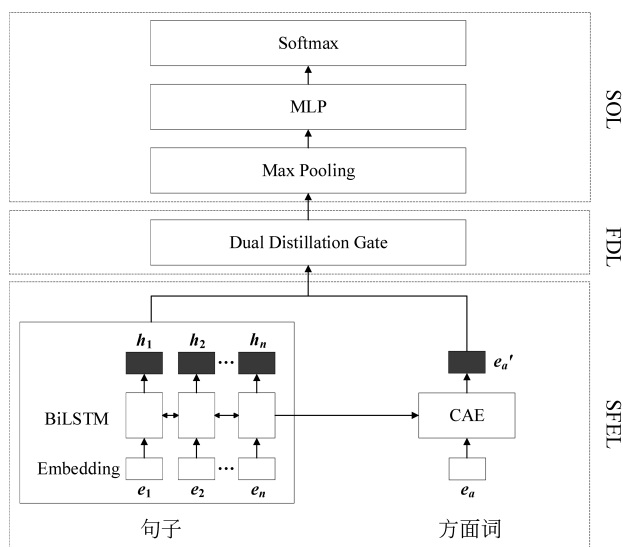 Softmax
MLP
Max Pooling
SOL
Dual Distillation Gate
FDL
h1 h2 … hn
ea′
BiLSTM
CAE
SFEL
Embedding
…
e1 e2 en
ea
句子
方面词